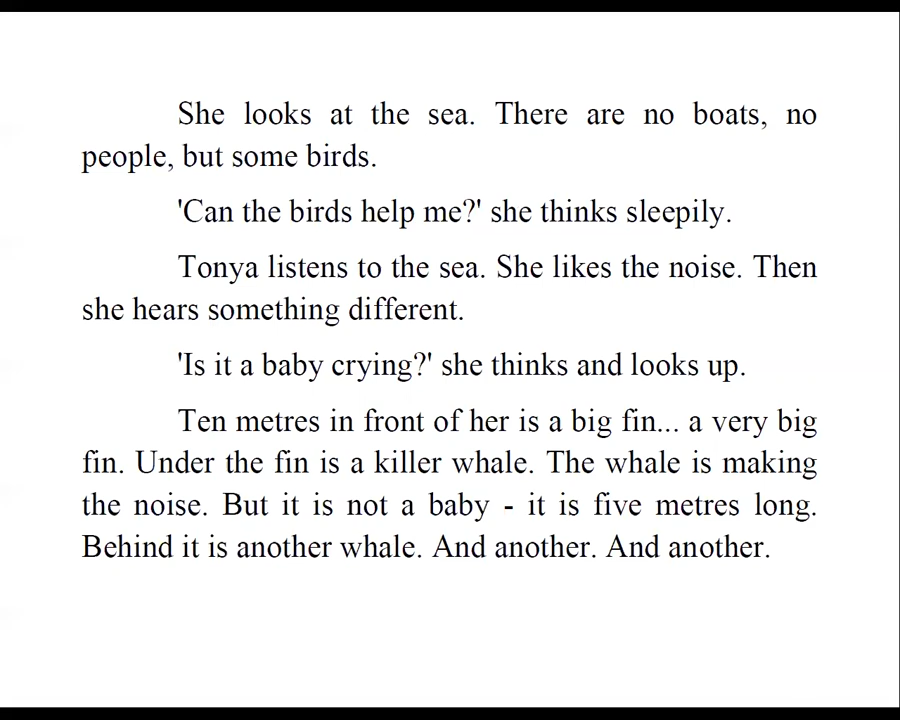 She looks at the sea. There are no boats, no
people, but some birds.
'Can the birds help me?' she thinks sleepily.
Tonya listens to the sea. She likes the noise. Then
she hears something different.
'Is it a baby crying?' she thinks and looks up.
Ten metres in front of her is a big fin... a very big
fin. Under the fin is a killer whale. The whale is making
the noise. But it is not a baby - it is five metres long.
Behind it is another whale. And another. And another.